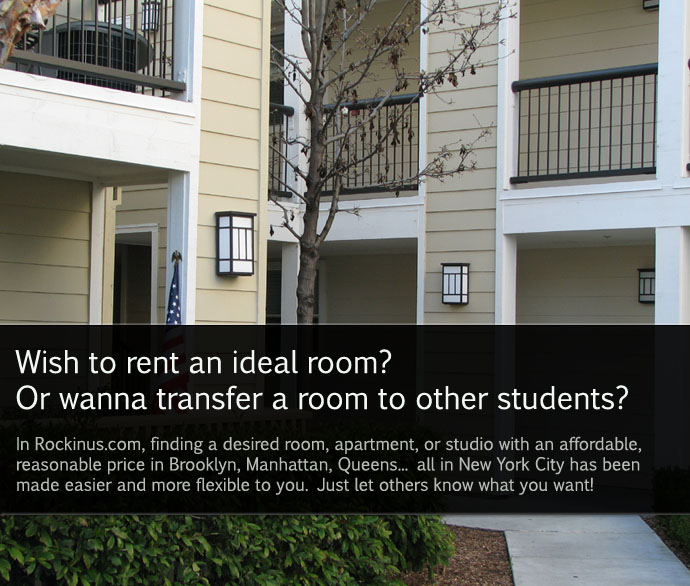 Wish to rent an ideal room?
Or wanna transfer a room to other students?
In Rockinus.com, finding a desired room, apartment, or studio with an affordable,
reasonable price in Brooklyn, Manhattan, Queens... all in New York City has been
made easier and more flexible to you. Just let others know what you want!